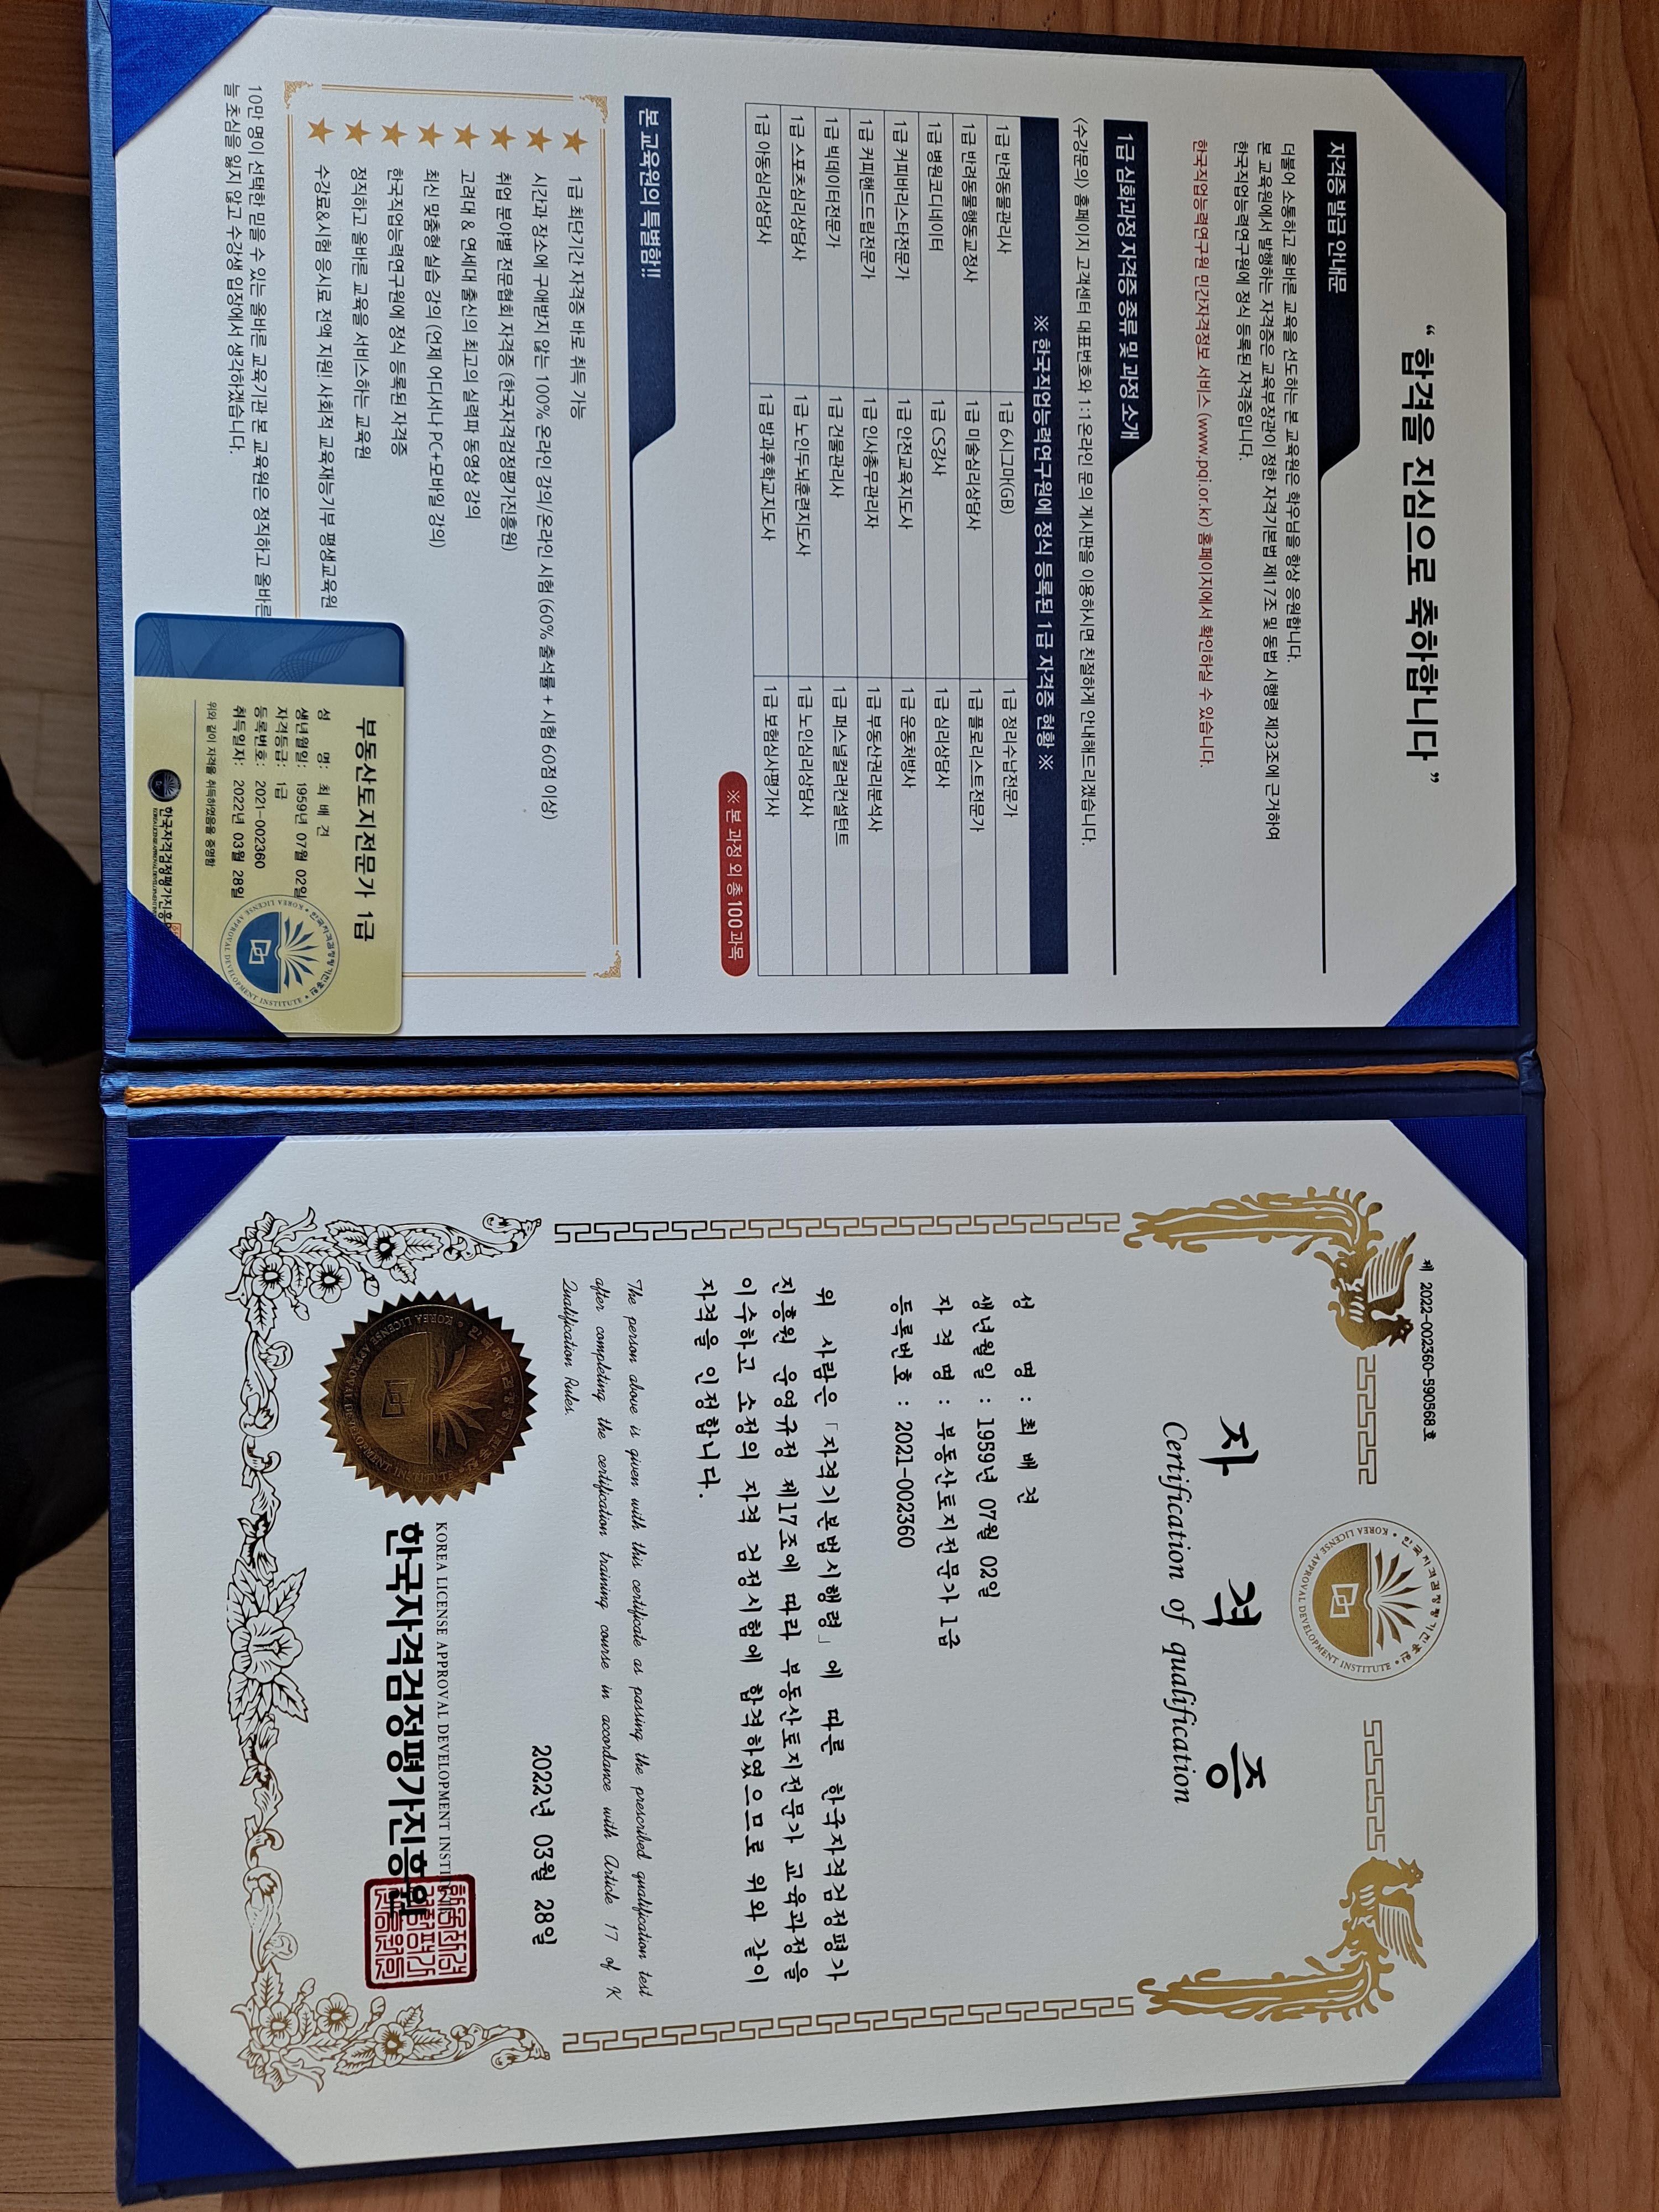 “ 합격을 진심으로 축하합니다 ”
자격증 발급 안내문
더불어 소통하고 올바른 교육을 선도하는 본 교육원은 학우님을 항상 응원합니다.
본 교육원에서 발행하는 자격증은 교육부장관이 정한 자격기본법 제17조 및 동법 시행령 제23조에 근거하여
한국직업능력연구원에 정식 등록된 자격증입니다.
한국직업능력연구원 민간자격정보 서비스 (www.pqi.or.kr) 홈페이지에서 확인하실 수 있습니다.
1급 심화과정 자격증 종류 및 과정 소개
(수강문의) 홈페이지 고객센터 대표번호와 1:1온라인 문의 게시판을 이용하시면 친절하게 안내해드리겠습니다.
※ 한국직업능력연구원에 정식 등록된 1급 자격증 현황 ※
1급 반려동물관리사 1급 6시그마(GB) 1급 정리수납전문가
1급 반려동물행동교정사 1급 미술심리상담사 1급 플로리스트전문가
1급 병원코디네이터 1급 CS강사 1급 심리상담사
1급 커피바리스타전문가 1급 안전교육지도사 1급 운동처방사
1급 커피핸드드립전문가 1급 인사총무관리자 1급 부동산권리분석사
1급 빅데이터전문가 1급 건물관리사 1급 퍼스널컬러컨설턴트
1급 스포츠심리상담사 1급 노인두뇌훈련지도사 1급 노인심리상담사
1급 아동심리상담사 1급 방과후학교지도사 1급 보험심사평가사
※ 본 과정 외 총 100과목
본 교육원의 특별함!!
★ 1급 최단기간 자격증 바로 취득 가능
★ 시간과 장소에 구애받지 않는 100% 온라인 강의/온라인 시험 (60% 출석률 + 시험 60점 이상)
★ 취업 분야별 전문협회 자격증 (한국자격검정평가진흥원)
★ 고려대 & 연세대 출신의 최고의 실력파 동영상 강의
★ 최신 맞춤형 실습 강의 (언제 어디서나 PC+모바일 강의)
★ 한국직업능력연구원에 정식 등록된 자격증
★ 정직하고 올바른 교육을 서비스하는 교육원
★ 수강료&시험 응시료 전액 지원! 사회적 교육재능기부 평생교육원
10만 명이 선택한 믿을 수 있는 올바른 교육기관 본 교육원은 정직하고 올바른
늘 초심을 잃지 않고 수강생 입장에서 생각하겠습니다.
부동산토지전문가 1급
성 명: 최 배 견
생년월일: 1959년 07월 02일
자격등급: 1급
등록번호: 2021-002360
취득일자: 2022년 03월 28일
위와 같이 자격을 취득하였음을 증명함
한국자격검정평가진흥원
KOREA LICENSE APPROVAL DEVELOPMENT INSTITUTE
제 2022-002360-590568호
한국자격검정평가진흥원
KOREA LICENSE APPROVAL DEVELOPMENT INSTITUTE
자 격 증
Certification of qualification
성 명 : 최 배 견
생년월일 : 1959년 07월 02일
자 격 명 : 부동산토지전문가 1급
등록번호 : 2021-002360
위 사람은 「자격기본법시행령」에 따른 한국자격검정평가
진흥원 운영규정 제17조에 따라 부동산토지전문가 교육과정을
이수하고 소정의 자격 검정시험에 합격하였으므로 위와 같이
자격을 인정합니다.
The person above is given with this certificate as passing the prescribed qualification test
after completing the certification training course in accordance with Article 17 of K
Qualification Rules.
2022년 03월 28일
KOREA LICENSE APPROVAL DEVELOPMENT INSTITUTE
한국자격검정평가진흥원